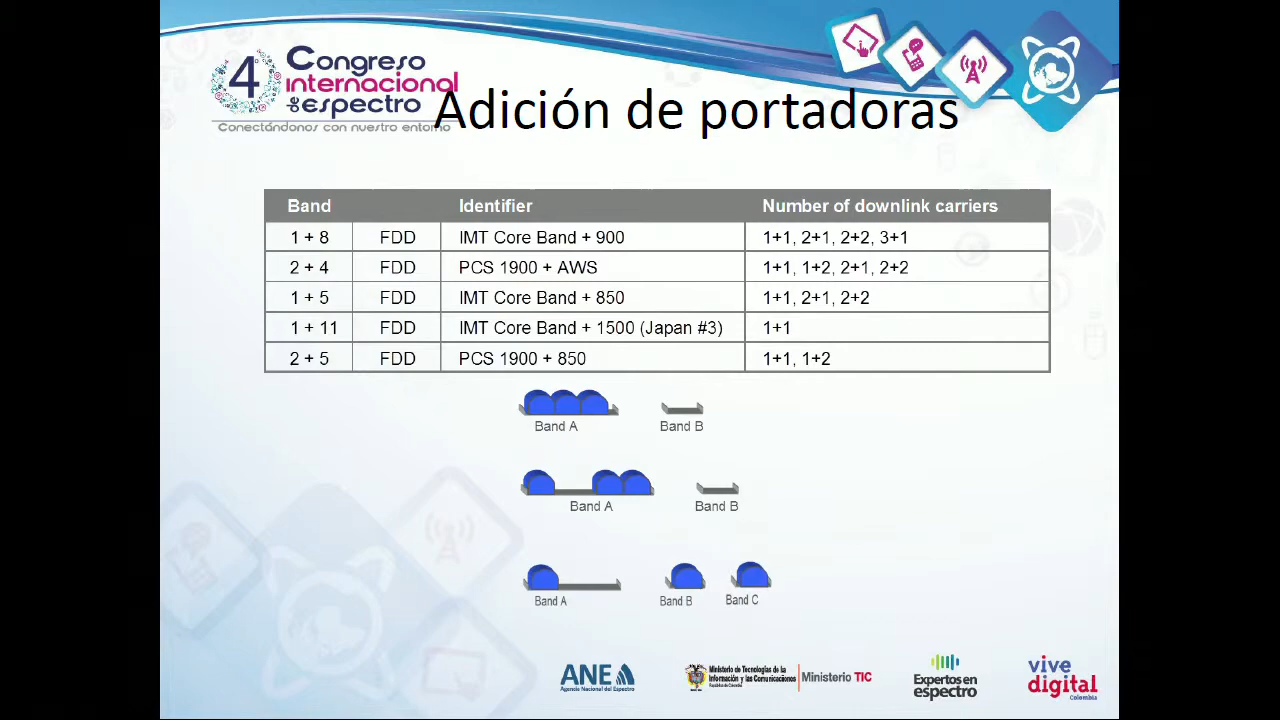 4° Congreso
internacional
de espectro
Conectándonos con nuestro entorno
Adición de portadoras
Band Identifier Number of downlink carriers
1 + 8 FDD IMT Core Band + 900 1+1, 2+1, 2+2, 3+1
2 + 4 FDD PCS 1900 + AWS 1+1, 1+2, 2+1, 2+2
1 + 5 FDD IMT Core Band + 850 1+1, 2+1, 2+2
1 + 11 FDD IMT Core Band + 1500 (Japan #3) 1+1
2 + 5 FDD PCS 1900 + 850 1+1, 1+2
Band A Band B
Band A Band B
Band A Band B Band C
ANE
Agencia Nacional del Espectro
Ministerio de Tecnologías de la
Información y las Comunicaciones
República de Colombia
Ministerio TIC
Expertos en
espectro
vive
digital
Colombia